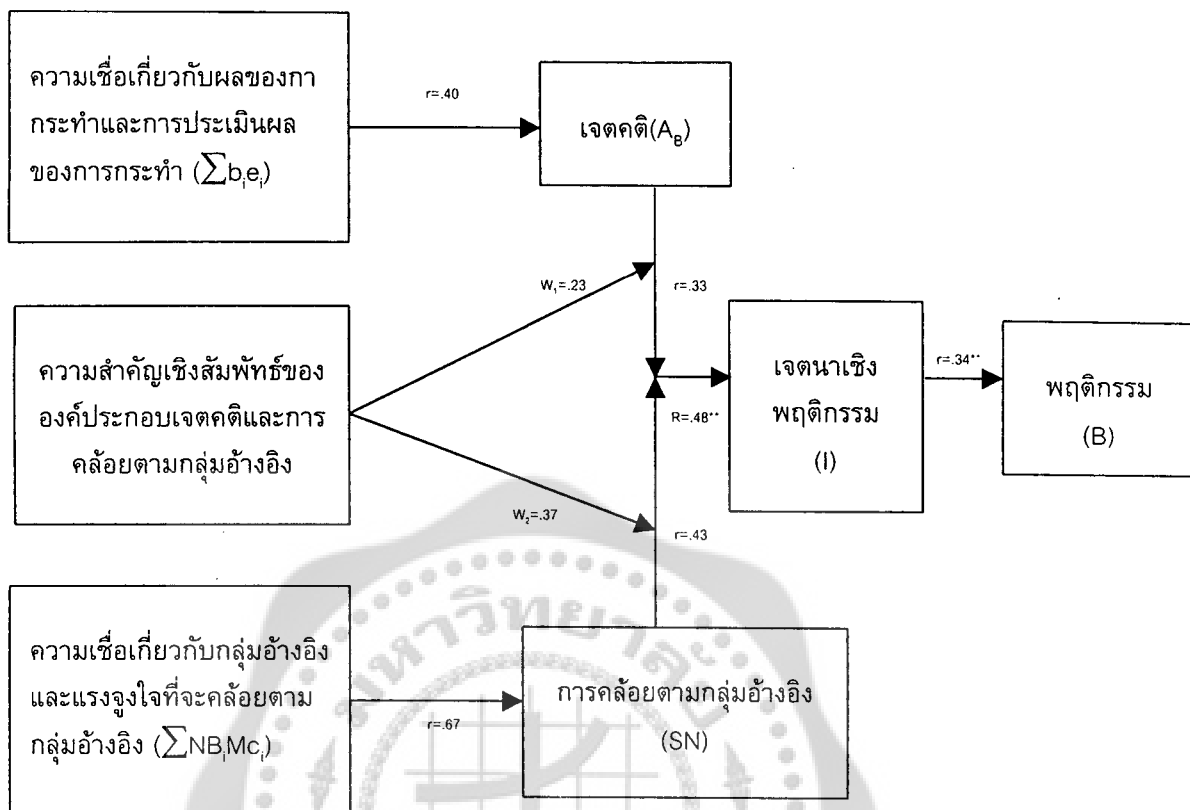 ความเชื่อเกี่ยวกับผลของกา
กระทำและการประเมินผล
ของการกระทำ (∑bᵢeᵢ)
r=.40
เจตคติ(A_B)
W₁=.23
r=.33
ความสำคัญเชิงสัมพัทธ์ของ
องค์ประกอบเจตคติและการ
คล้อยตามกลุ่มอ้างอิง
เจตนาเชิง
พฤติกรรม
(I)
r=.34**
พฤติกรรม
(B)
R=.48**
W₂=.37
r=.43
ความเชื่อเกี่ยวกับกลุ่มอ้างอิง
และแรงจูงใจที่จะคล้อยตาม
กลุ่มอ้างอิง (∑NBᵢMcᵢ)
r=.67
การคล้อยตามกลุ่มอ้างอิง
(SN)
มหาวิทยาลัย